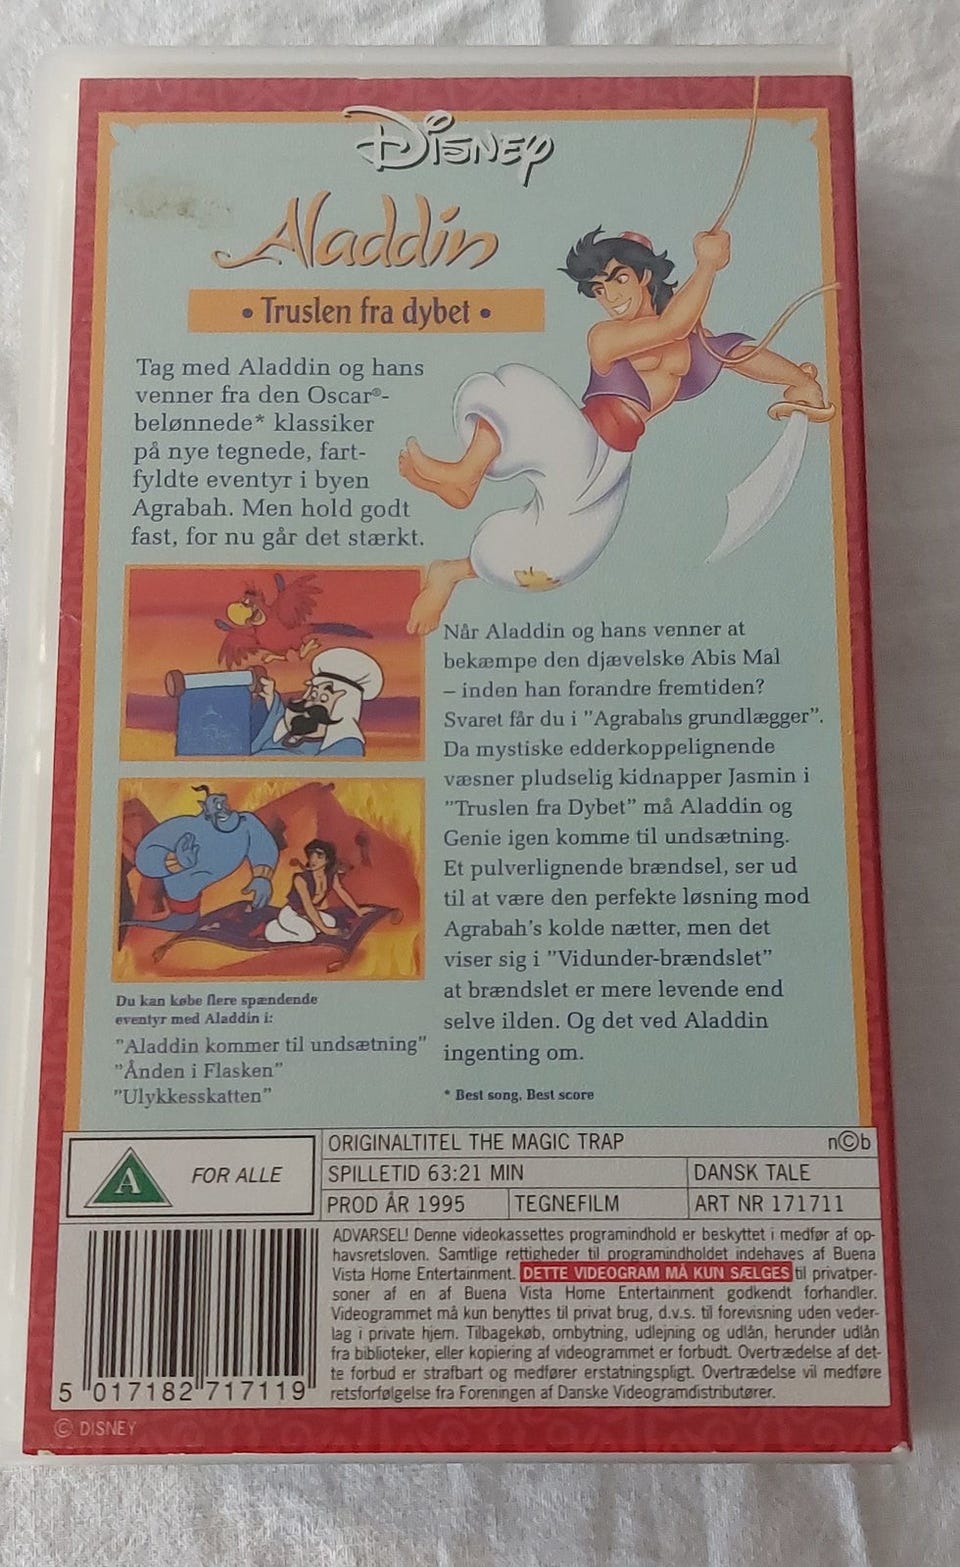 Disney
Aladdin
• Truslen fra dybet •
Tag med Aladdin og hans
venner fra den Oscar®-
belønnede* klassiker
på nye tegnede, fart-
fyldte eventyr i byen
Agrabah. Men hold godt
fast, for nu går det stærkt.
Når Aladdin og hans venner at
bekæmpe den djævelske Abis Mal
– inden han forandre fremtiden?
Svaret får du i ”Agrabahs grundlægger”.
Da mystiske edderkoppelignende
væsner pludselig kidnapper Jasmin i
”Truslen fra Dybet” må Aladdin og
Genie igen komme til undsætning.
Et pulverlignende brændsel, ser ud
til at være den perfekte løsning mod
Agrabah's kolde nætter, men det
viser sig i ”Vidunder-brændslet”
at brændslet er mere levende end
selve ilden. Og det ved Aladdin
ingenting om.
* Best song, Best score
Du kan købe flere spændende
eventyr med Aladdin i:
”Aladdin kommer til undsætning”
”Ånden i Flasken”
”Ulykkesskatten”
A FOR ALLE
ORIGINALTITEL THE MAGIC TRAP n©b
SPILLETID 63:21 MIN DANSK TALE
PROD ÅR 1995 TEGNEFILM ART NR 171711
ADVARSEL! Denne videokassettes programindhold er beskyttet i medfør af op-
havsretsloven. Samtlige rettigheder til programindholdet indehaves af Buena
Vista Home Entertainment. DETTE VIDEOGRAM MÅ KUN SÆLGES til privatper-
soner af en af Buena Vista Home Entertainment godkendt forhandler.
Videogrammet må kun benyttes til privat brug, d.v.s. til forevisning uden veder-
lag i private hjem. Tilbagekøb, ombytning, udlejning og udlån, herunder udlån
fra biblioteker, eller kopiering af videogrammet er forbudt. Overtrædelse af det-
te forbud er strafbart og medfører erstatningspligt. Overtrædelse vil medføre
retsforfølgelse fra Foreningen af Danske Videogramdistributører.
5 017182 717119
© DISNEY